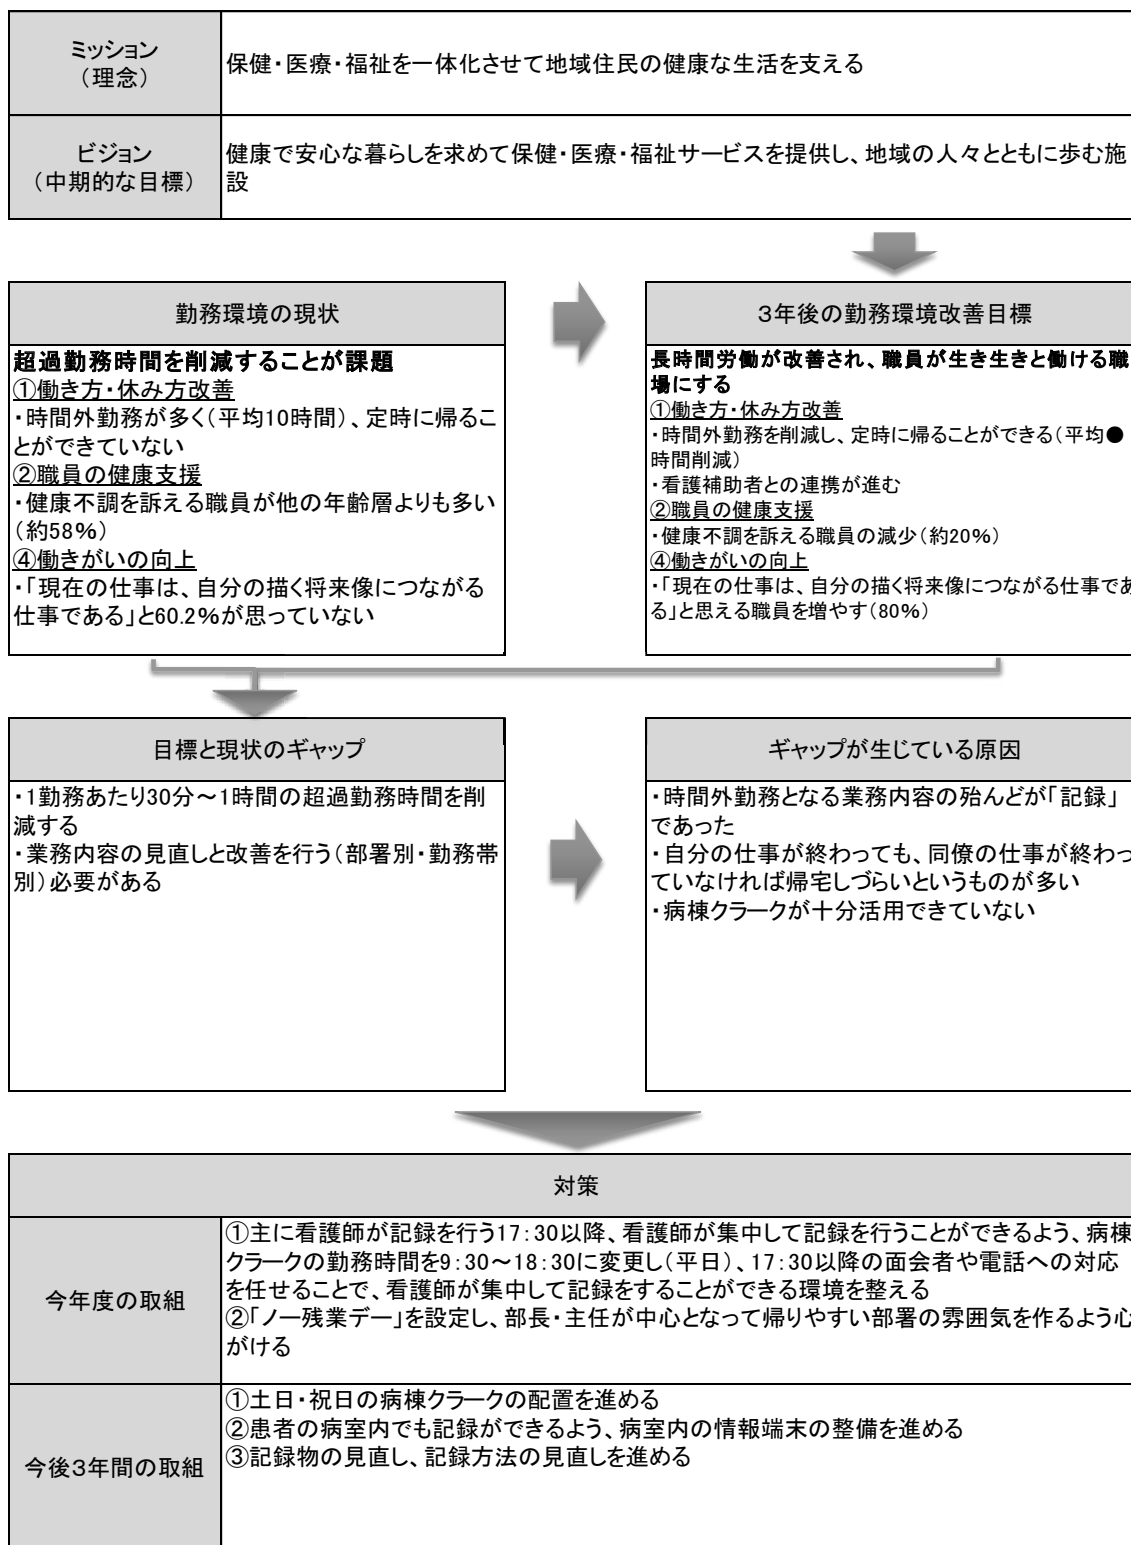 ミッション
（理念）
保健・医療・福祉を一体化させて地域住民の健康な生活を支える
ビジョン
（中期的な目標）
健康で安心な暮らしを求めて保健・医療・福祉サービスを提供し、地域の人々とともに歩む施
設
勤務環境の現状
超過勤務時間を削減することが課題
①働き方・休み方改善
・時間外勤務が多く（平均10時間）、定時に帰るこ
とができていない
②職員の健康支援
・健康不調を訴える職員が他の年齢層よりも多い
（約58%）
④働きがいの向上
・「現在の仕事は、自分の描く将来像につながる
仕事である」と60.2%が思っていない
３年後の勤務環境改善目標
長時間労働が改善され、職員が生き生きと働ける職
場にする
①働き方・休み方改善
・時間外勤務を削減し、定時に帰ることができる（平均●
時間削減）
・看護補助者との連携が進む
②職員の健康支援
・健康不調を訴える職員の減少（約20%）
④働きがいの向上
・「現在の仕事は、自分の描く将来像につながる仕事であ
る」と思える職員を増やす（80%）
目標と現状のギャップ
・1勤務あたり30分～1時間の超過勤務時間を削
減する
・業務内容の見直しと改善を行う（部署別・勤務帯
別）必要がある
ギャップが生じている原因
・時間外勤務となる業務内容の殆んどが「記録」
であった
・自分の仕事が終わっても、同僚の仕事が終わっ
ていなければ帰宅しづらいというものが多い
・病棟クラークが十分活用できていない
対策
今年度の取組
①主に看護師が記録を行う17：30以降、看護師が集中して記録を行うことができるよう、病棟
クラークの勤務時間を9：30～18：30に変更し（平日）、17：30以降の面会者や電話への対応
を任せることで、看護師が集中して記録をすることができる環境を整える
②「ノー残業デー」を設定し、部長・主任が中心となって帰りやすい部署の雰囲気を作るよう心
がける
今後３年間の取組
①土日・祝日の病棟クラークの配置を進める
②患者の病室内でも記録ができるよう、病室内の情報端末の整備を進める
③記録物の見直し、記録方法の見直しを進める